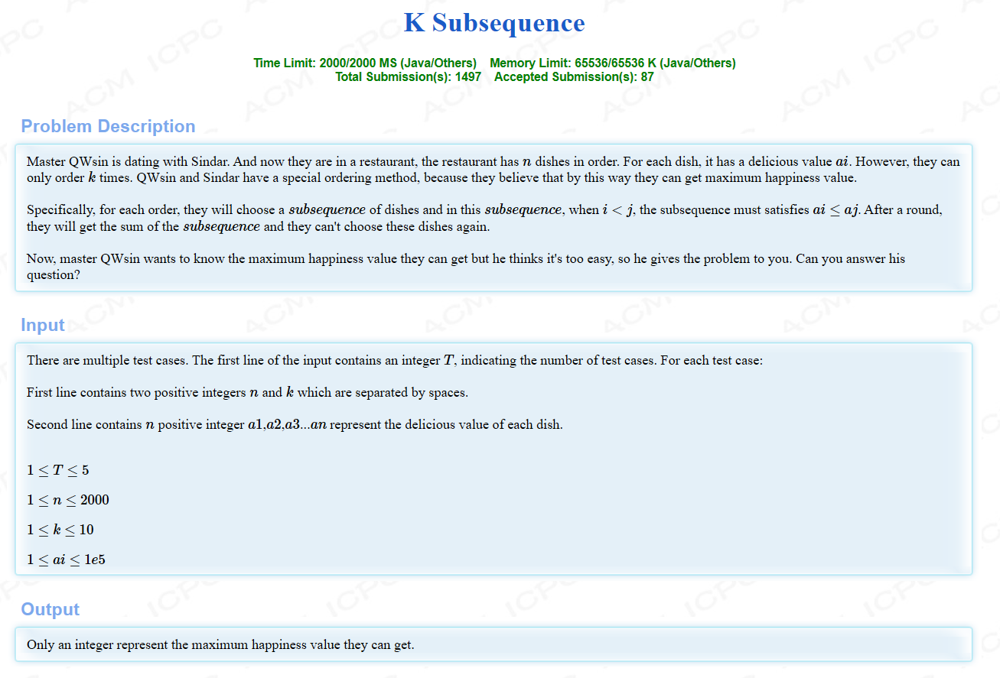 K Subsequence
Time Limit: 2000/2000 MS (Java/Others) Memory Limit: 65536/65536 K (Java/Others)
Total Submission(s): 1497 Accepted Submission(s): 87
Problem Description
Master QWsin is dating with Sindar. And now they are in a restaurant, the restaurant has n dishes in order. For each dish, it has a delicious value ai. However, they can
only order k times. QWsin and Sindar have a special ordering method, because they believe that by this way they can get maximum happiness value.
Specifically, for each order, they will choose a subsequence of dishes and in this subsequence, when i < j, the subsequence must satisfies ai ≤ aj. After a round,
they will get the sum of the subsequence and they can't choose these dishes again.
Now, master QWsin wants to know the maximum happiness value they can get but he thinks it's too easy, so he gives the problem to you. Can you answer his
question?
Input
There are multiple test cases. The first line of the input contains an integer T, indicating the number of test cases. For each test case:
First line contains two positive integers n and k which are separated by spaces.
Second line contains n positive integer a1,a2,a3...an represent the delicious value of each dish.
1 ≤ T ≤ 5
1 ≤ n ≤ 2000
1 ≤ k ≤ 10
1 ≤ ai ≤ 1e5
Output
Only an integer represent the maximum happiness value they can get.